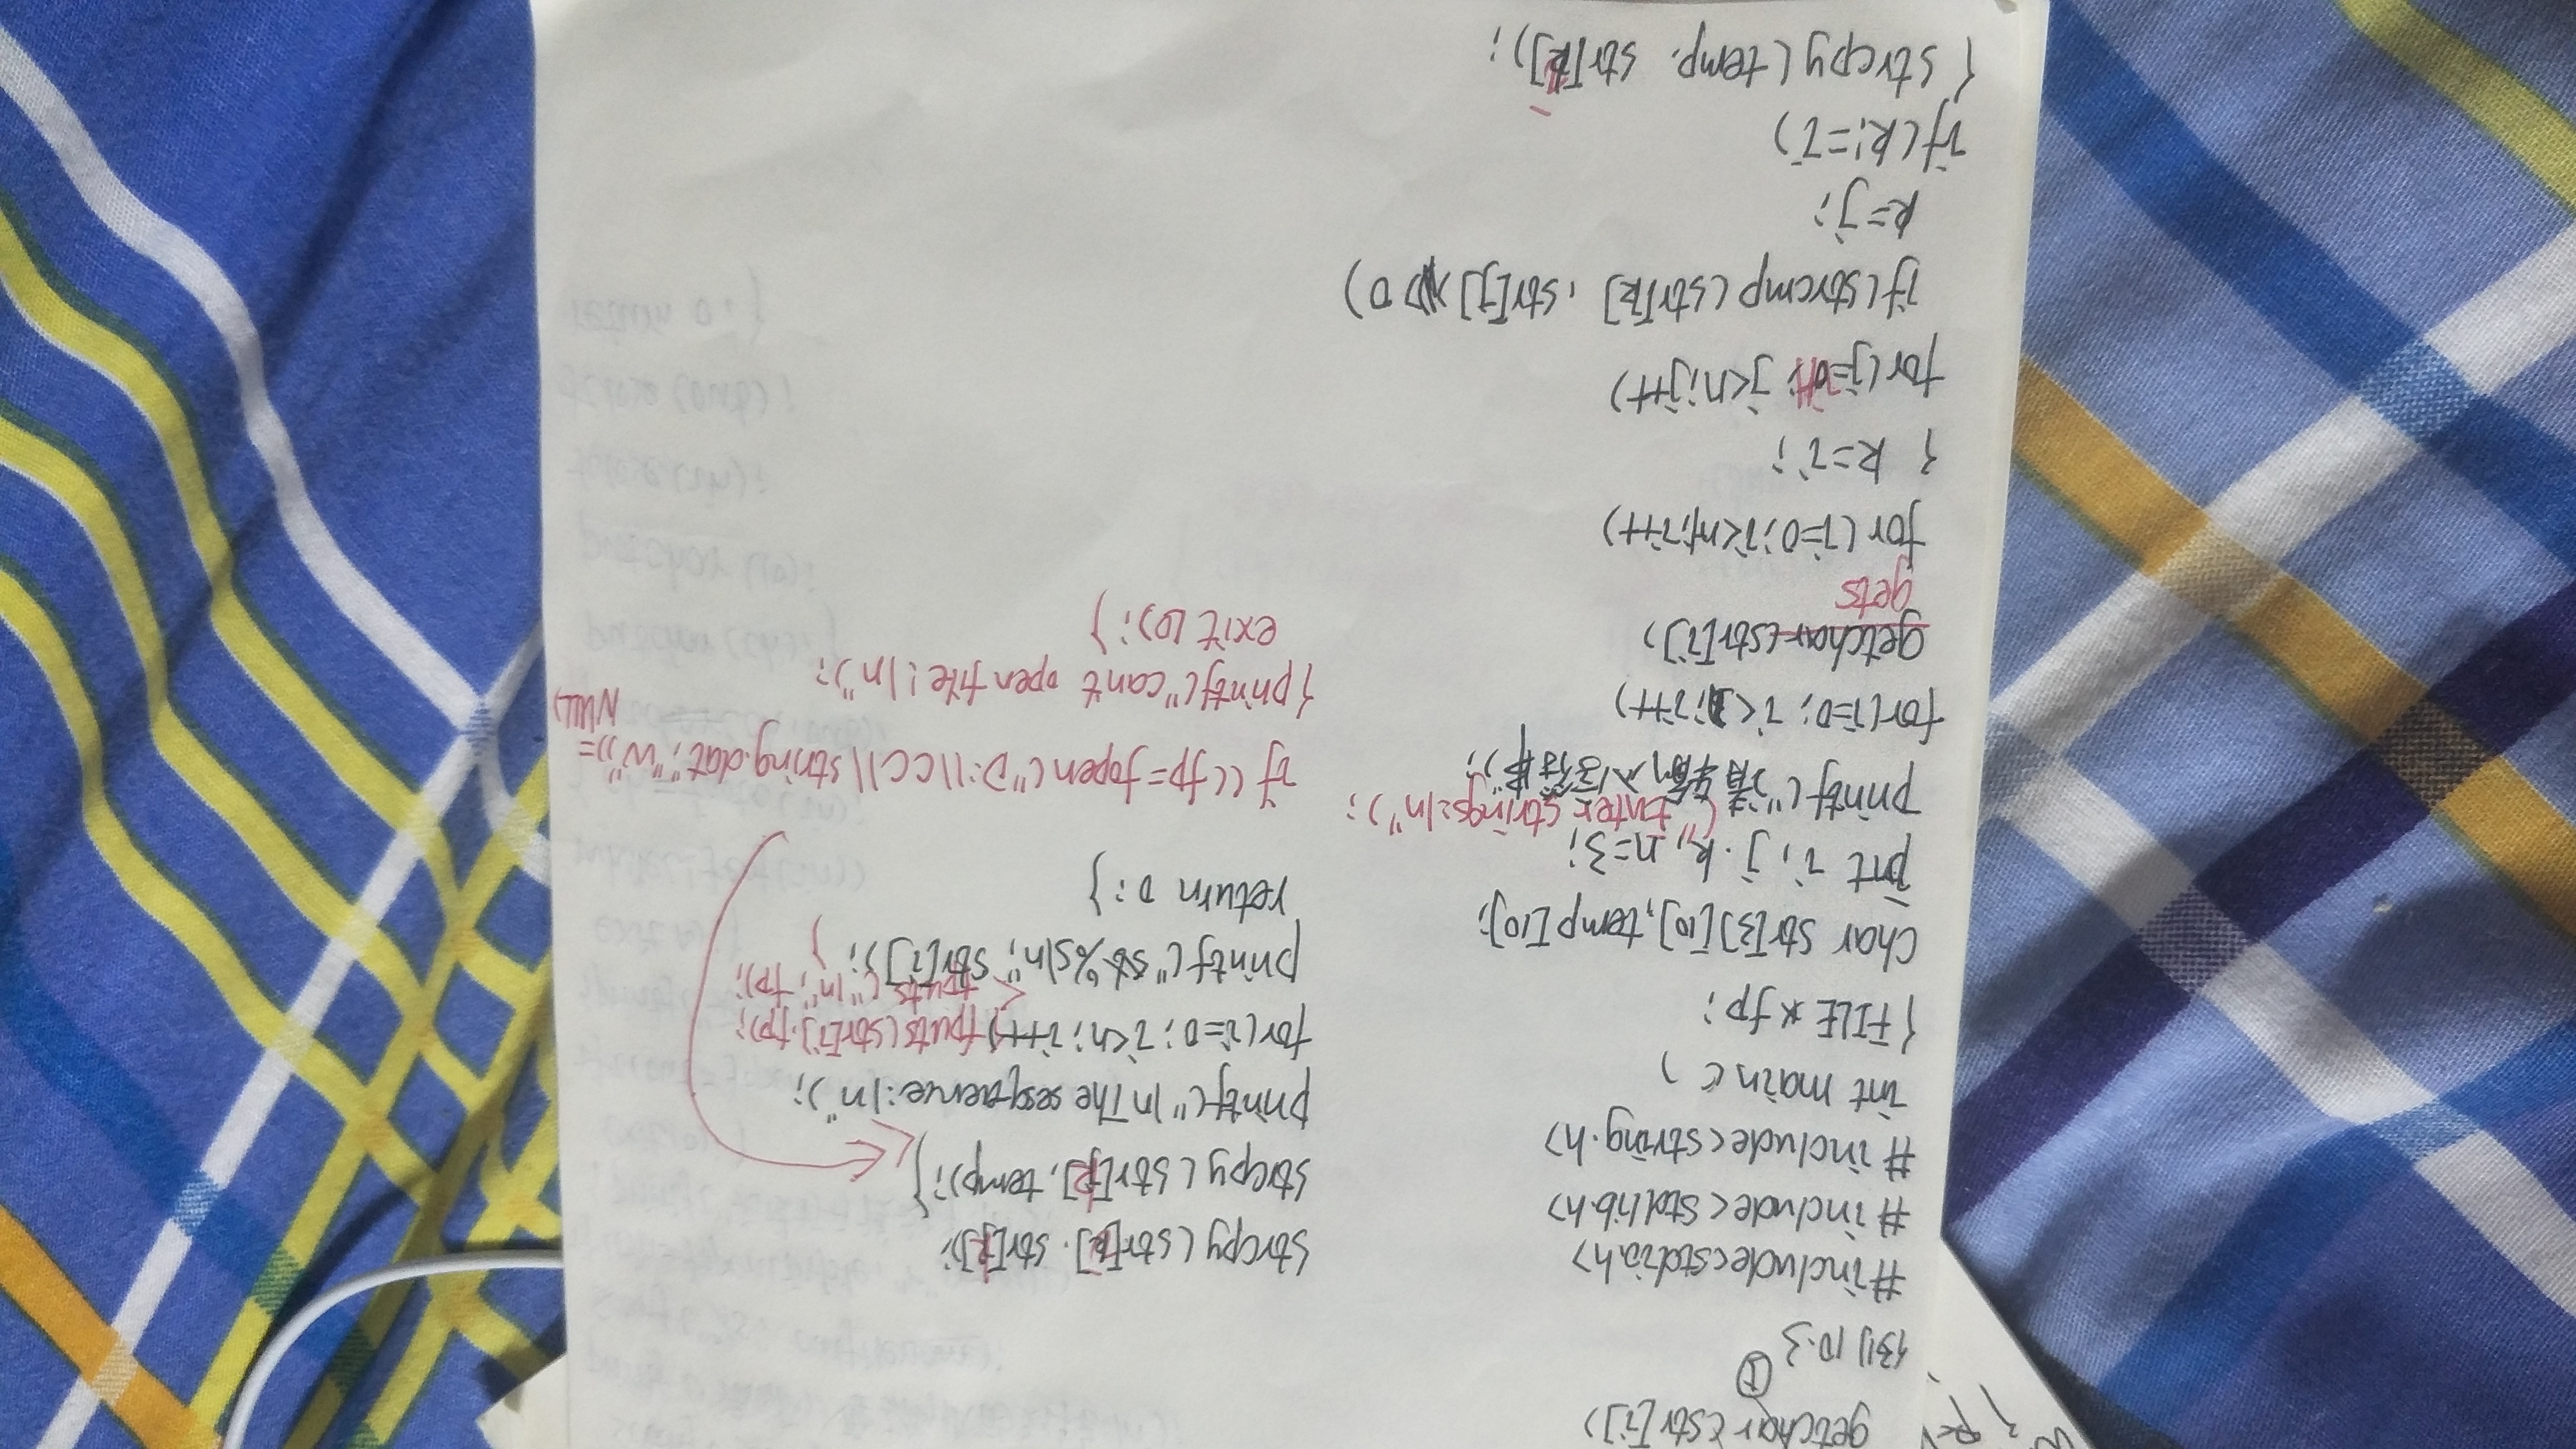 getchar(str[i])
例10.3 ①
#include<stdio.h>
#include<stdlib.h>
#include<string.h>
int main( )
{FILE *fp;
char str[3][10],temp[10];
int i, j. k, n=3;
("Enter strings:\n");
printf("请输入字符串");
for(i=0; i<n;i++)
getchar(str[i])
gets
for(i=0;i<n;i++)
{ k=i;
for(j=i+1; j<n;j++)
if(strcmp(str[k],str[j])>0)
k=j;
if(k!=i)
{ strcpy(temp. str[i]);
strcpy(str[i]. str[k]);
strcpy(str[k],temp);}
printf("\nThe sesquence:\n");
for(i=0; i<n; i++) fputs(str[i].fp);
{ fputs("\n", fp);
printf("%s\n", str[i]); }
return 0;}
if((fp=fopen("D:\\CC\\string.dat","w"))=
NULL)
{printf("can't open file!\n");
exit(0);}